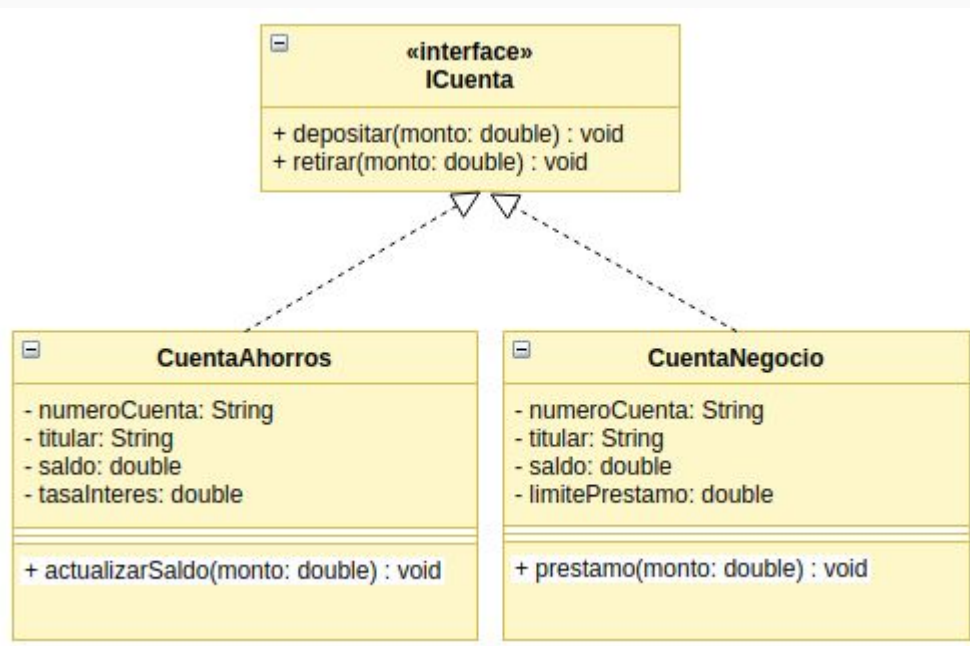 «interface»
ICuenta
+ depositar(monto: double) : void
+ retirar(monto: double) : void
CuentaAhorros
- numeroCuenta: String
- titular: String
- saldo: double
- tasaInteres: double
+ actualizarSaldo(monto: double) : void
CuentaNegocio
- numeroCuenta: String
- titular: String
- saldo: double
- limitePrestamo: double
+ prestamo(monto: double) : void